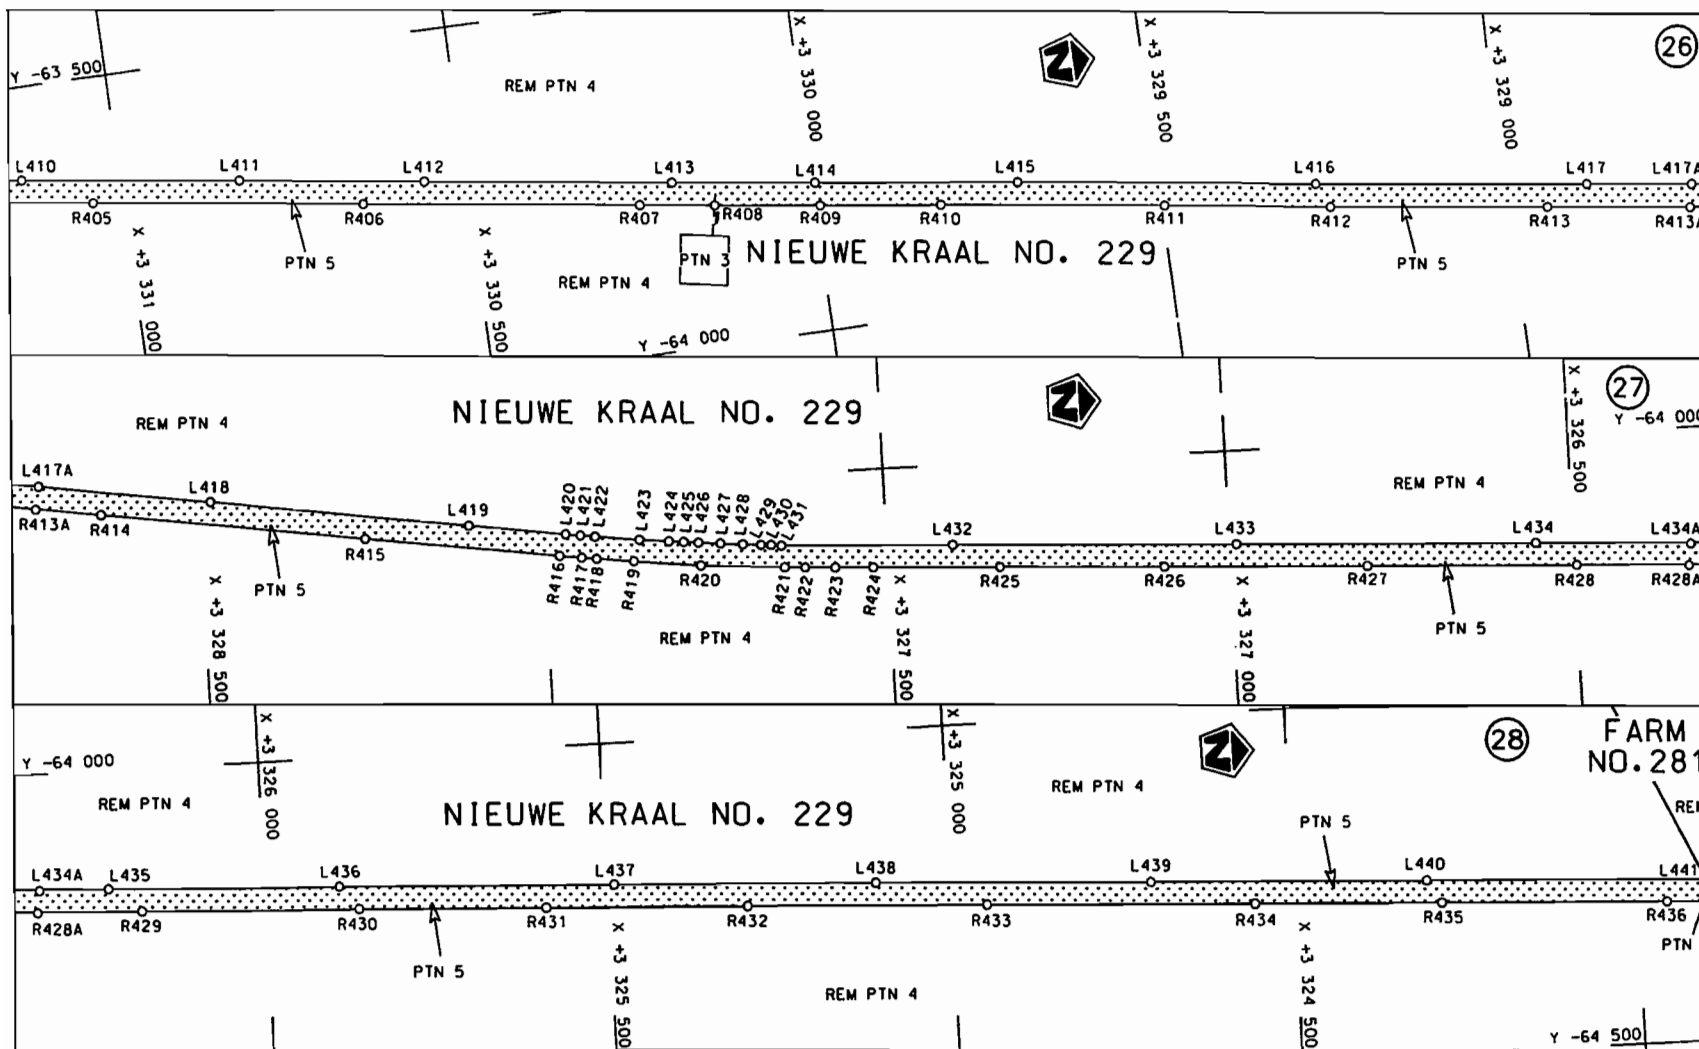 X +3 330 000
X +3 329 500
X +3 329 000
26
Y -63 500
REM PTN 4
N
L410 L411 L412 L413 L414 L415 L416 L417 L417A
R405 R406 R407 R408 R409 R410 R411 R412 R413 R413A
X +3 331 000
PTN 5
X +3 330 500
REM PTN 4
PTN 3
NIEUWE KRAAL NO. 229
PTN 5
Y -64 000
NIEUWE KRAAL NO. 229
N
X +3 326 500
27
Y -64 000
REM PTN 4
REM PTN 4
L417A L418 L419 L420 L421 L422 L423 L424 L425 L426 L427 L428 L429 L430 L431 L432 L433 L434 L434A
R413A R414 R415 R416 R417 R418 R419 R420 R421 R422 R423 R424 R425 R426 R427 R428 R428A
X +3 328 500
PTN 5
REM PTN 4
X +3 327 500
X +3 327 000
PTN 5
X +3 326 000
X +3 325 000
N
28
FARM
NO.281
Y -64 000
REM PTN 4
NIEUWE KRAAL NO. 229
REM PTN 4
PTN 5
L434A L435 L436 L437 L438 L439 L440 L441
R428A R429 R430 R431 R432 R433 R434 R435 R436
PTN 5
X +3 325 500
REM PTN 4
X +3 324 500
PTN
Y -64 500